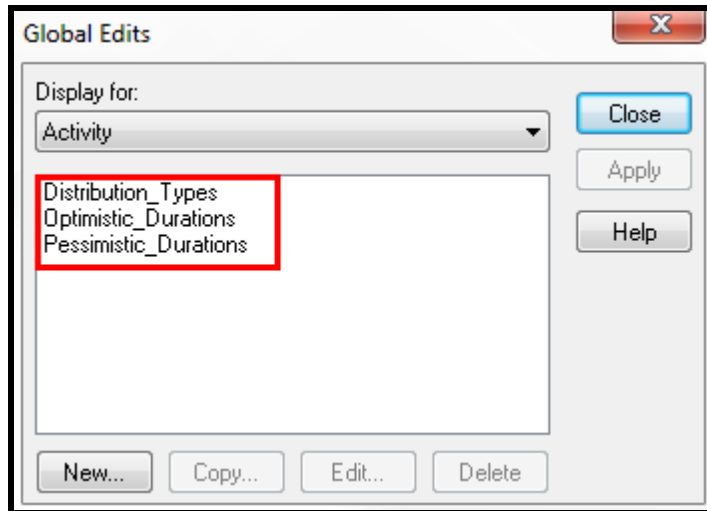 Global Edits
X
Display for:
Activity
Close
Apply
Help
Distribution_Types
Optimistic_Durations
Pessimistic_Durations
New...
Copy...
Edit...
Delete